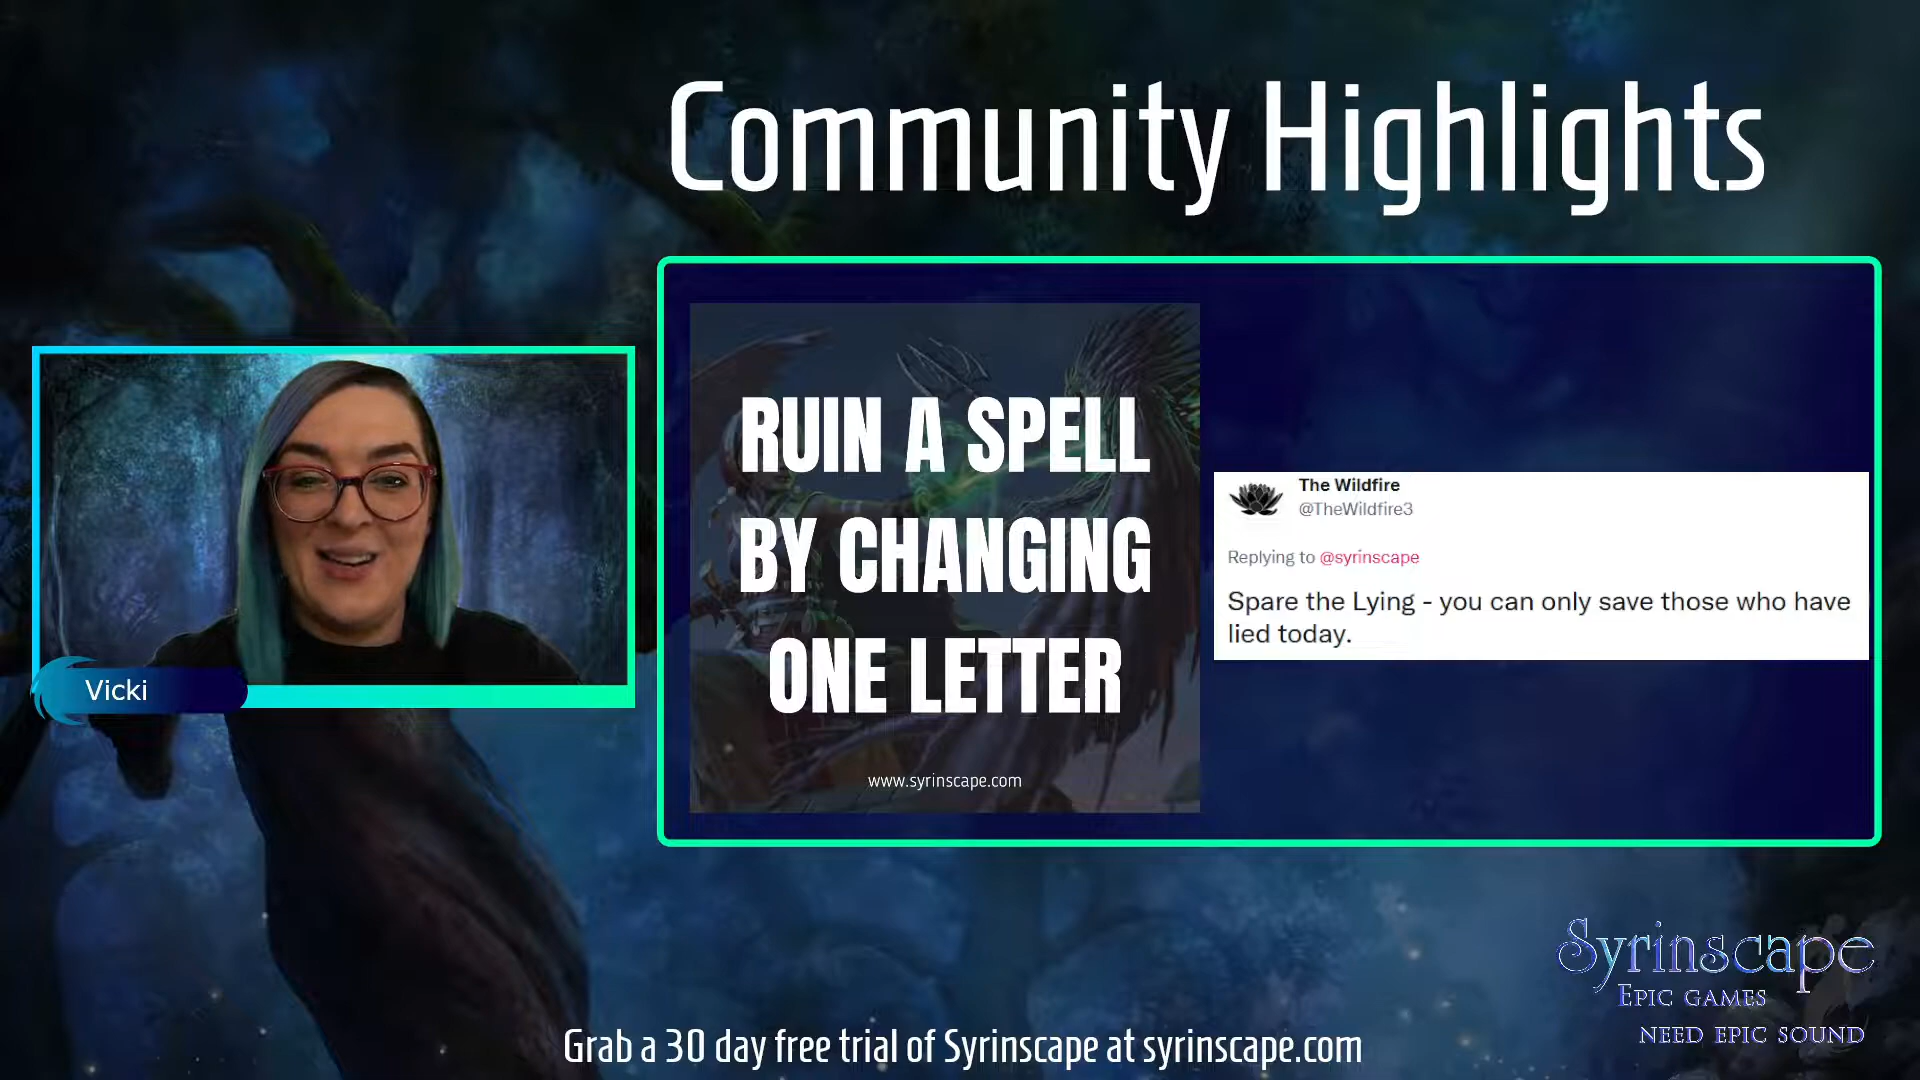 Community Highlights
RUIN A SPELL
BY CHANGING
ONE LETTER
www.syrinscape.com
The Wildfire
@TheWildfire3
Replying to @syrinscape
Spare the Lying - you can only save those who have
lied today.
Vicki
Syrinscape
EPIC GAMES
NEED EPIC SOUND
Grab a 30 day free trial of Syrinscape at syrinscape.com